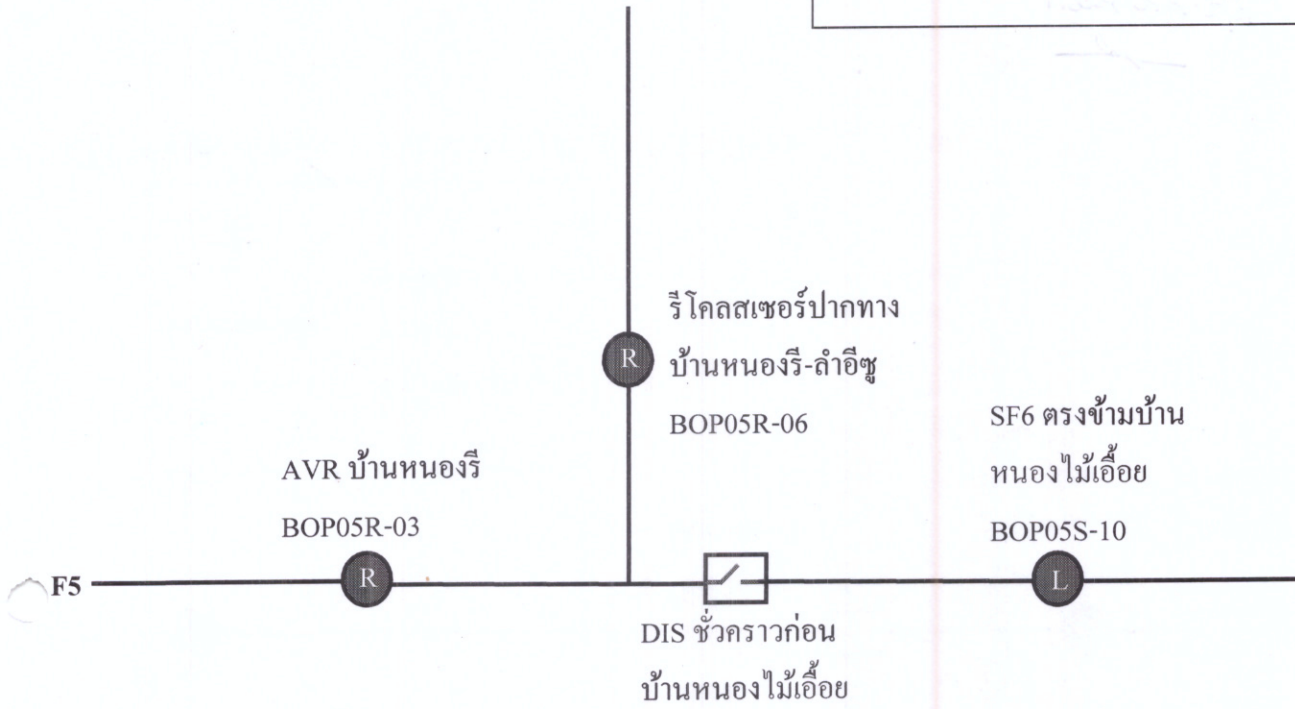 รีโคลสเซอร์ปากทาง
บ้านหนองรี-ลำอีซู
BOP05R-06
R
SF6 ตรงข้ามบ้าน
หนองไม้เอื้อย
BOP05S-10
AVR บ้านหนองรี
BOP05R-03
F5
R
L
DIS ชั่วคราวก่อน
บ้านหนองไม้เอื้อย